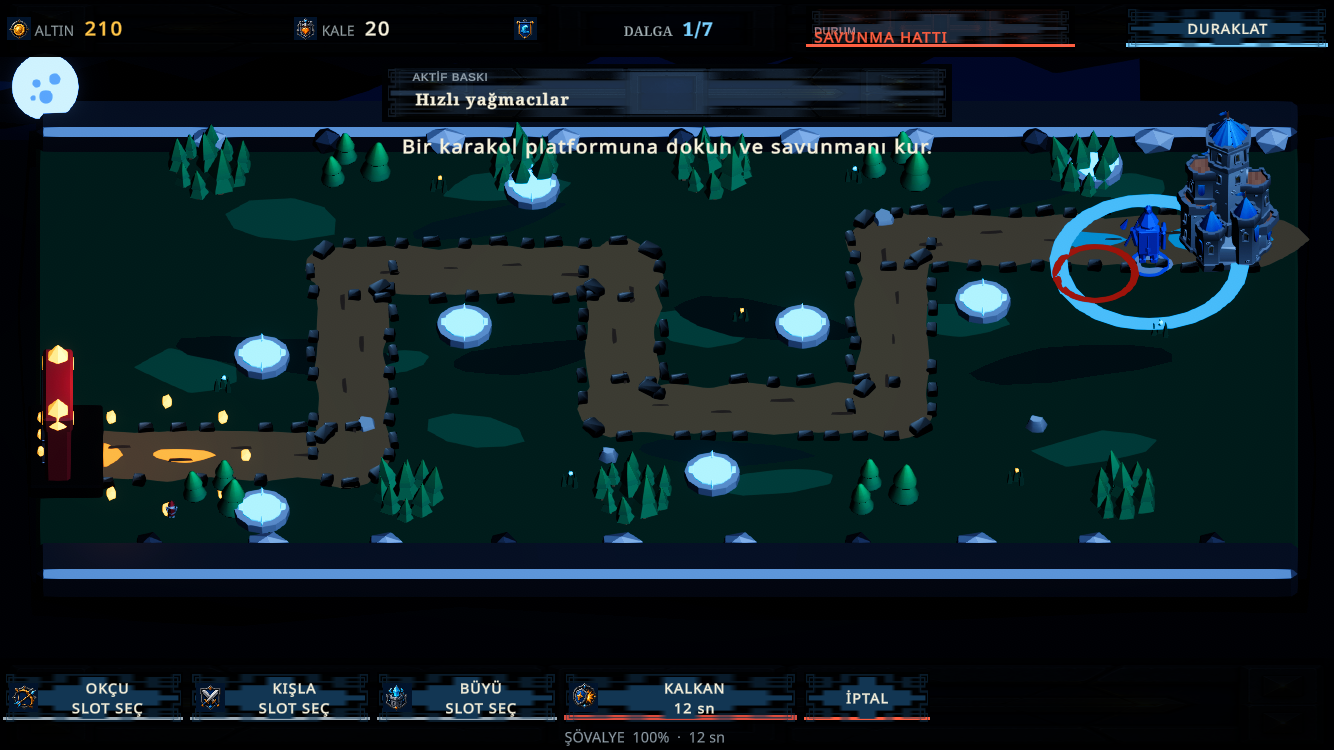 ALTIN 210
KALE 20
DALGA 1/7
DURUM
SAVUNMA HATTI
DURAKLAT
AKTİF BASKI
Hızlı yağmacılar
Bir karakol platformuna dokun ve savunmanı kur.
OKÇU
SLOT SEÇ
KIŞLA
SLOT SEÇ
BÜYÜ
SLOT SEÇ
KALKAN
12 sn
İPTAL
ŞÖVALYE 100% · 12 sn